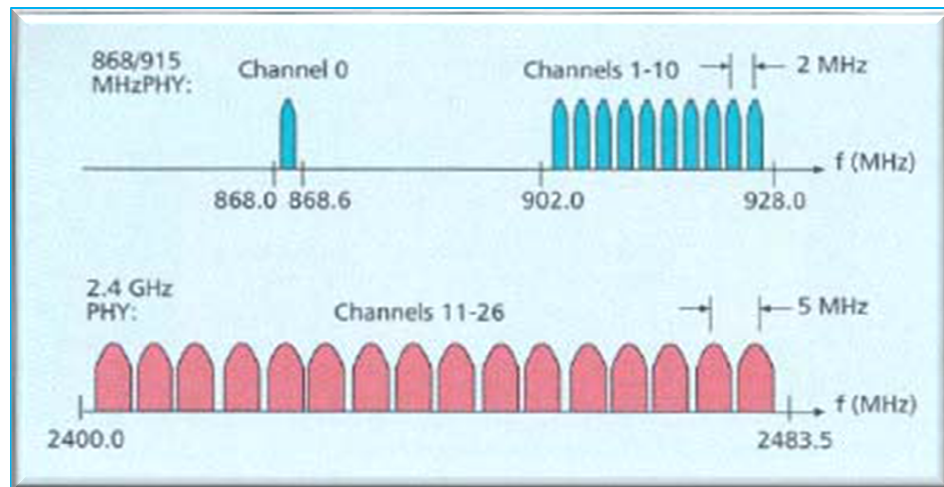 868/915
MHzPHY:
Channel 0
Channels 1-10
2 MHz
f (MHz)
868.0 868.6
902.0
928.0
2.4 GHz
PHY:
Channels 11-26
5 MHz
f (MHz)
2400.0
2483.5